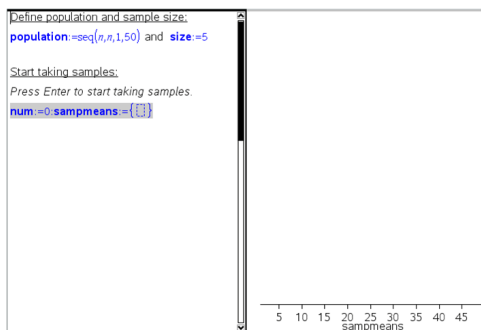 Define population and sample size:
population:=seq(n,n,1,50) and size:=5
Start taking samples:
Press Enter to start taking samples.
num:=0:sampmeans:={⬚}
5 10 15 20 25 30 35 40 45
sampmeans